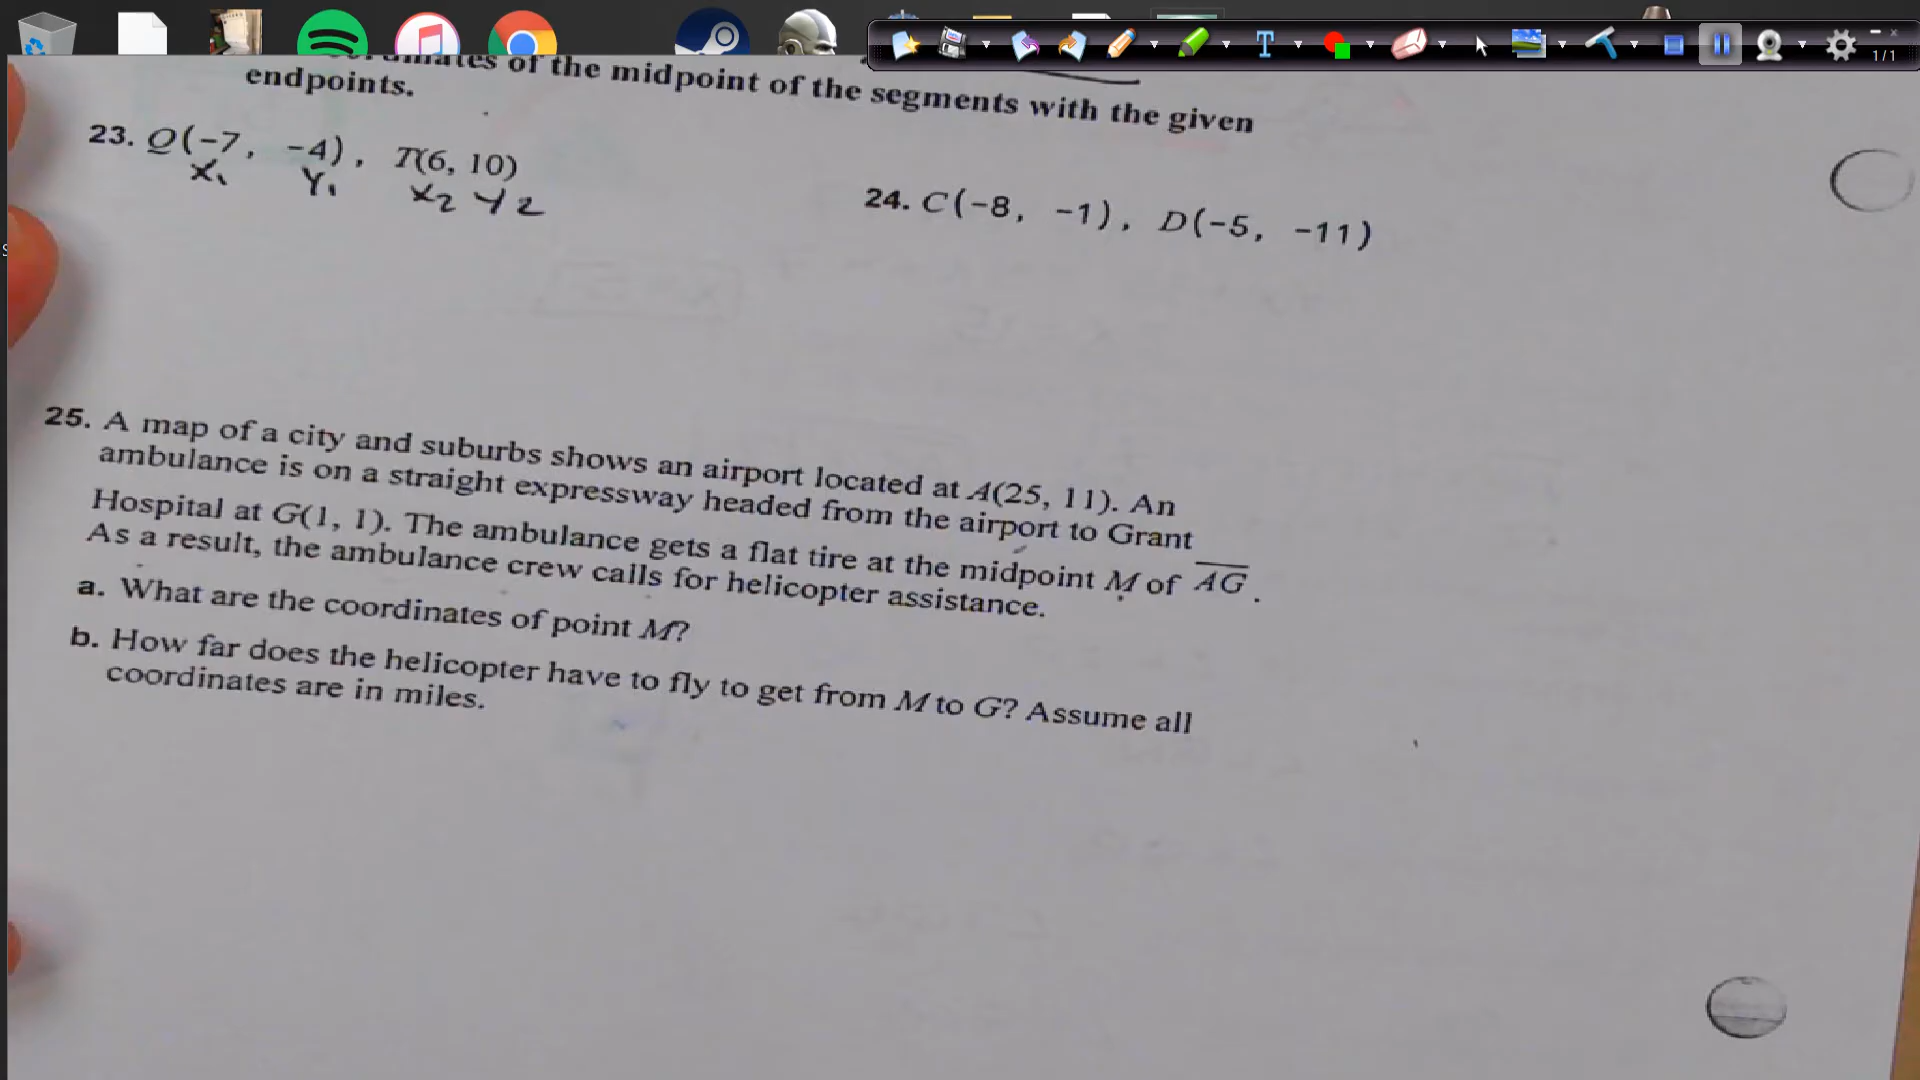 of the midpoint of the segments with the given
endpoints.
23. Q(-7, -4), T(6, 10)
X₁ Y₁ X₂ Y₂
24. C(-8, -1), D(-5, -11)
25. A map of a city and suburbs shows an airport located at A(25, 11). An
ambulance is on a straight expressway headed from the airport to Grant
Hospital at G(1, 1). The ambulance gets a flat tire at the midpoint M of AG.
As a result, the ambulance crew calls for helicopter assistance.
a. What are the coordinates of point M?
b. How far does the helicopter have to fly to get from M to G? Assume all
coordinates are in miles.
T
1/1